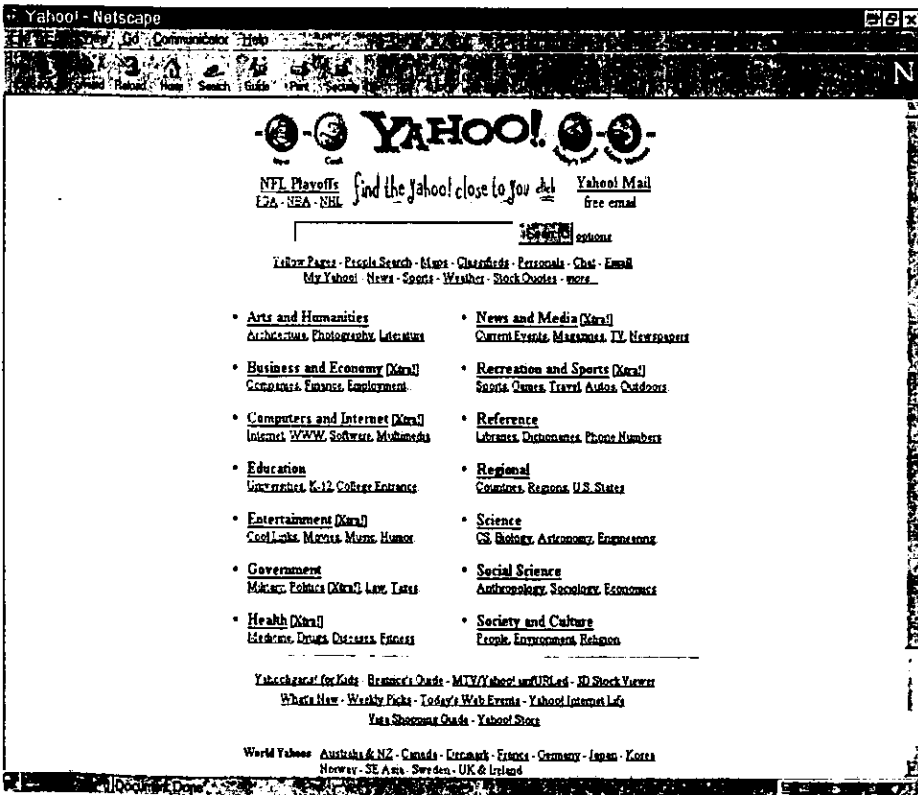 Yahoo! - Netscape
View Go Communicator Help
Reload Home Search Guide Print Security
N
YAHOO!
New Cool
NFL Playoffs find the yahoo! close to you click Yahoo! Mail
PGA - NBA - NHL free email
Search options
Yellow Pages - People Search - Maps - Classifieds - Personals - Chat - Email
My Yahoo! - News - Sports - Weather - Stock Quotes - more...
• Arts and Humanities
Architecture, Photography, Literature
• Business and Economy [Xtra!]
Companies, Finance, Employment
• Computers and Internet [Xtra!]
Internet, WWW, Software, Multimedia
• Education
Universities, K-12, College Entrance
• Entertainment [Xtra!]
Cool Links, Movies, Music, Humor
• Government
Military, Politics [Xtra!], Law, Taxes
• Health [Xtra!]
Medicine, Drugs, Diseases, Fitness
• News and Media [Xtra!]
Current Events, Magazines, TV, Newspapers
• Recreation and Sports [Xtra!]
Sports, Games, Travel, Autos, Outdoors
• Reference
Libraries, Dictionaries, Phone Numbers
• Regional
Countries, Regions, U.S. States
• Science
CS, Biology, Astronomy, Engineering
• Social Science
Anthropology, Sociology, Economics
• Society and Culture
People, Environment, Religion
Yahooligans! for Kids - Beatrice's Guide - MTV/Yahoo! unfURLed - 3D Stock Viewer
What's New - Weekly Picks - Today's Web Events - Yahoo! Internet Life
Visa Shopping Guide - Yahoo! Store
World Yahoos Australia & NZ - Canada - Denmark - France - Germany - Japan - Korea
Norway - SE Asia - Sweden - UK & Ireland
Document Done